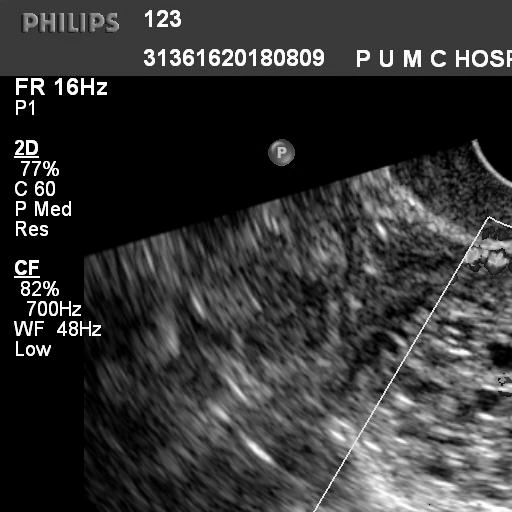 PHILIPS
123
31361620180809 P U M C HOSP
FR 16Hz
P1
2D
77%
C 60
P Med
Res
P
CF
82%
700Hz
WF 48Hz
Low